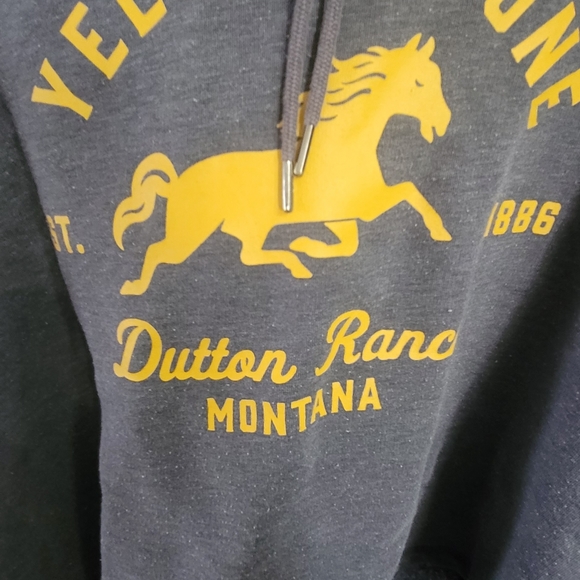 YEL ONE
ST. 1886
Dutton Ranc
MONTANA